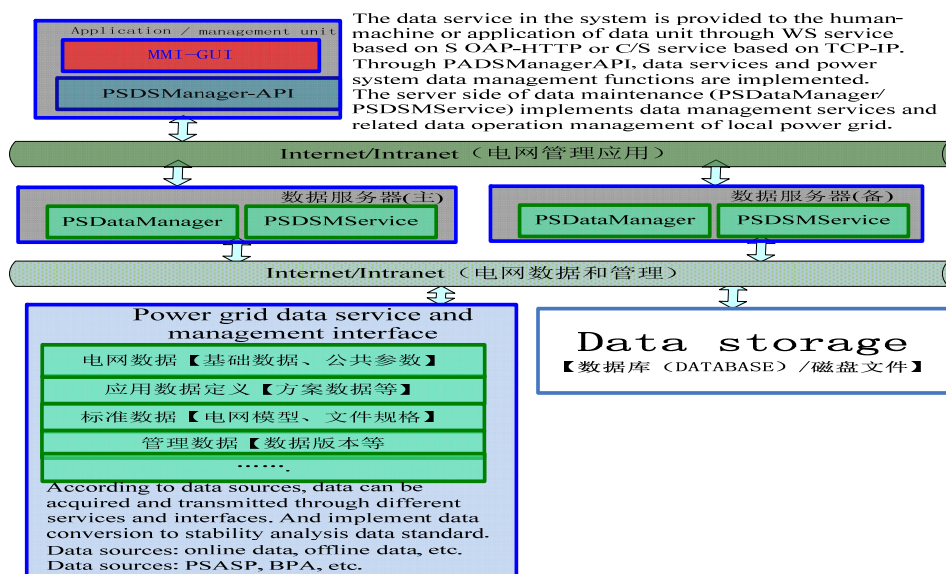 Application / management unit
MMI-GUI
PSDSManager-API
The data service in the system is provided to the human-
machine or application of data unit through WS service
based on S OAP-HTTP or C/S service based on TCP-IP.
Through PADSManagerAPI, data services and power
system data management functions are implemented.
The server side of data maintenance (PSDataManager/
PSDSMService) implements data management services and
related data operation management of local power grid.
Internet/Intranet（电网管理应用）
数据服务器(主)
PSDataManager
PSDSMService
数据服务器(备)
PSDataManager
PSDSMService
Internet/Intranet（电网数据和管理）
Power grid data service and
management interface
电网数据【基础数据、公共参数】
应用数据定义【方案数据等】
标准数据【电网模型、文件规格】
管理数据【数据版本等
…….
According to data sources, data can be
acquired and transmitted through different
services and interfaces. And implement data
conversion to stability analysis data standard.
Data sources: online data, offline data, etc.
Data sources: PSASP, BPA, etc.
Data storage
【数据库（DATABASE）/磁盘文件】